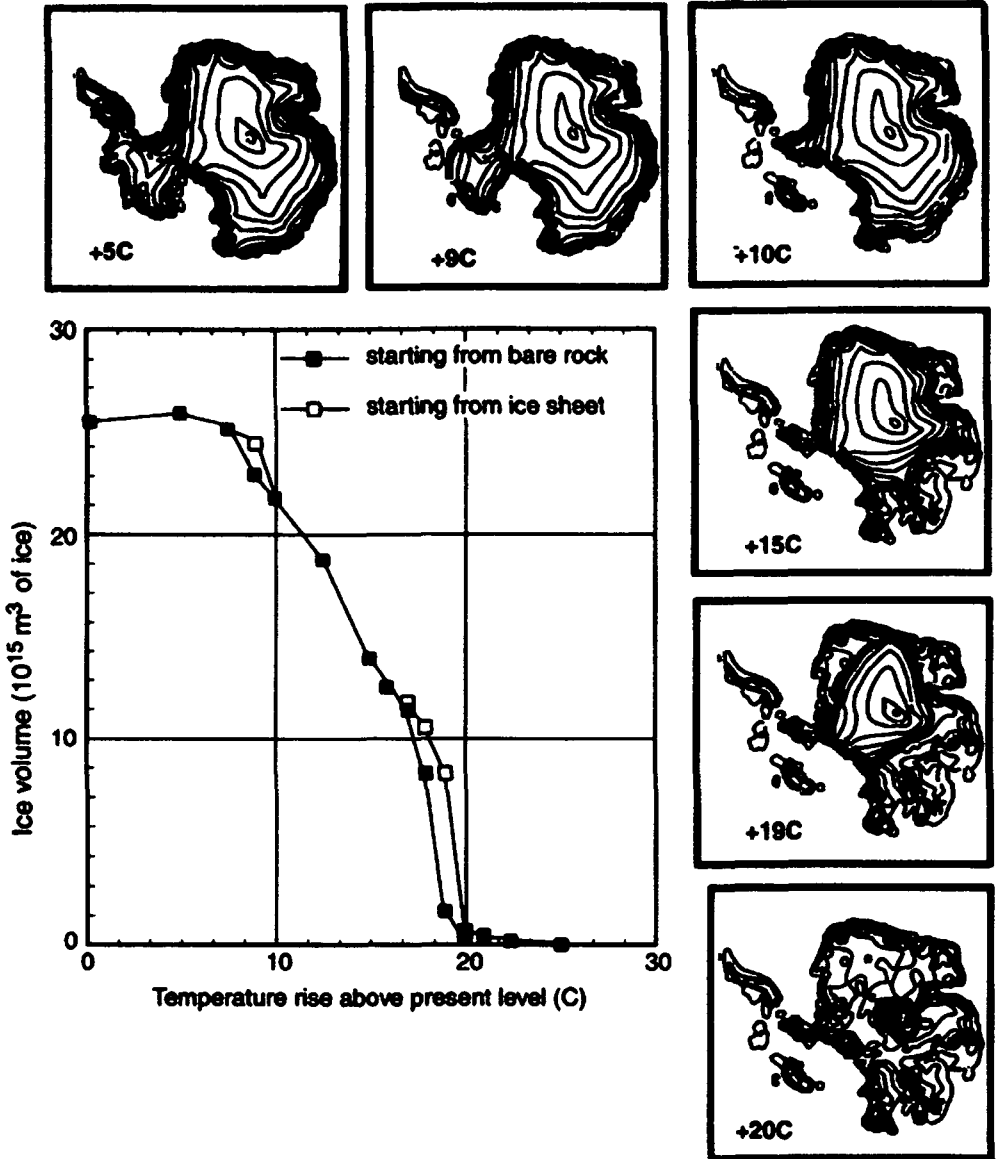 +5C
+9C
+10C
30
starting from bare rock
starting from ice sheet
20
10
0
Ice volume (10¹⁵ m³ of ice)
0 10 20 30
Temperature rise above present level (C)
+15C
+19C
+20C